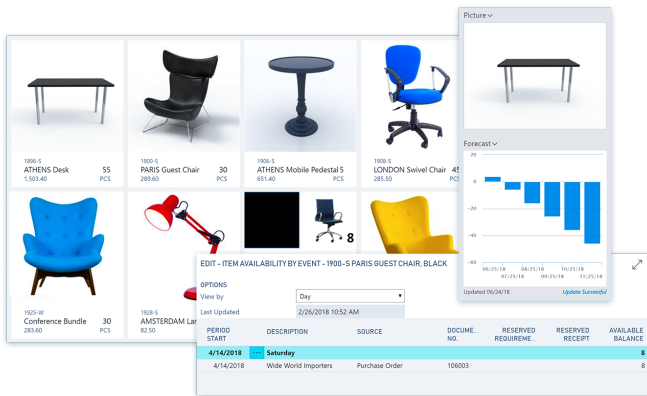 Picture
1896-S
ATHENS Desk 55
1,503.40 PCS
1900-S
PARIS Guest Chair 30
289.60 PCS
1906-S
ATHENS Mobile Pedestal 5
651.40 PCS
1908-S
LONDON Swivel Chair 45
285.50
Forecast
20
0
-20
-40
-60
06/25/18 08/25/18 10/25/18
07/25/18 09/25/18 11/25/18
Updated 06/24/18 Update Successful
8
1925-W
Conference Bundle 30
283.60 PCS
1928-S
AMSTERDAM Lar
82.50
EDIT - ITEM AVAILABILITY BY EVENT - 1900-S PARIS GUEST CHAIR, BLACK
OPTIONS
View by Day
Last Updated 2/26/2018 10:52 AM
PERIOD START DESCRIPTION SOURCE DOCUME... NO. RESERVED REQUIREME... RESERVED RECEIPT AVAILABLE BALANCE
4/14/2018 ... Saturday 8
4/14/2018 Wide World Importers Purchase Order 106003 8